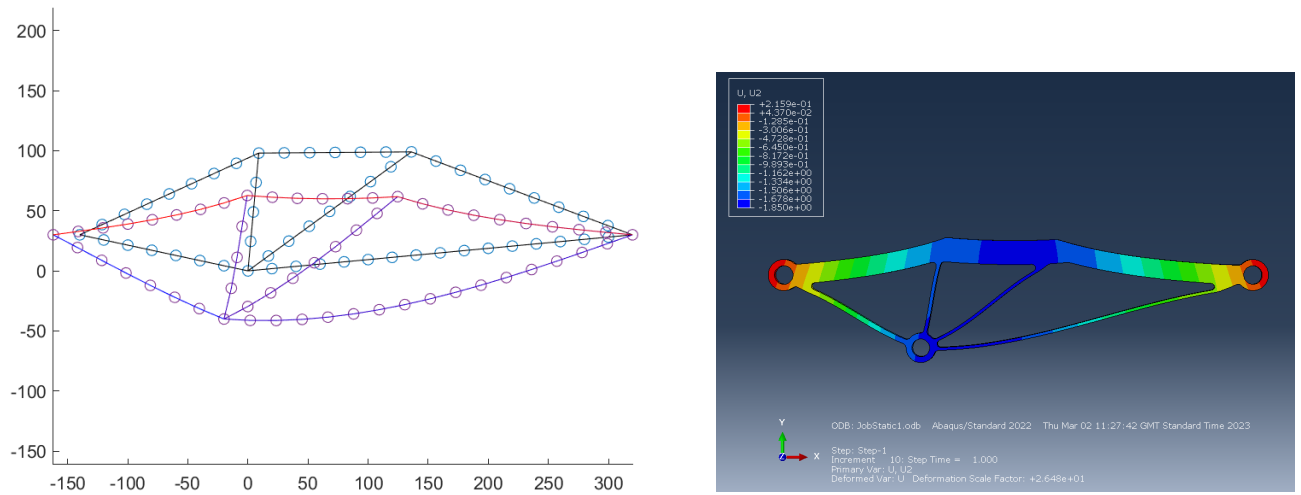 200
150
100
50
0
-50
-100
-150
-150 -100 -50 0 50 100 150 200 250 300
U, U2
+2.159e-01
+4.370e-02
-1.285e-01
-3.006e-01
-4.728e-01
-6.450e-01
-8.172e-01
-9.893e-01
-1.162e+00
-1.334e+00
-1.506e+00
-1.678e+00
-1.850e+00
Y
Z X
ODB: JobStatic1.odb Abaqus/Standard 2022 Thu Mar 02 11:27:42 GMT Standard Time 2023
Step: Step-1
Increment 10: Step Time = 1.000
Primary Var: U, U2
Deformed Var: U Deformation Scale Factor: +2.648e+01